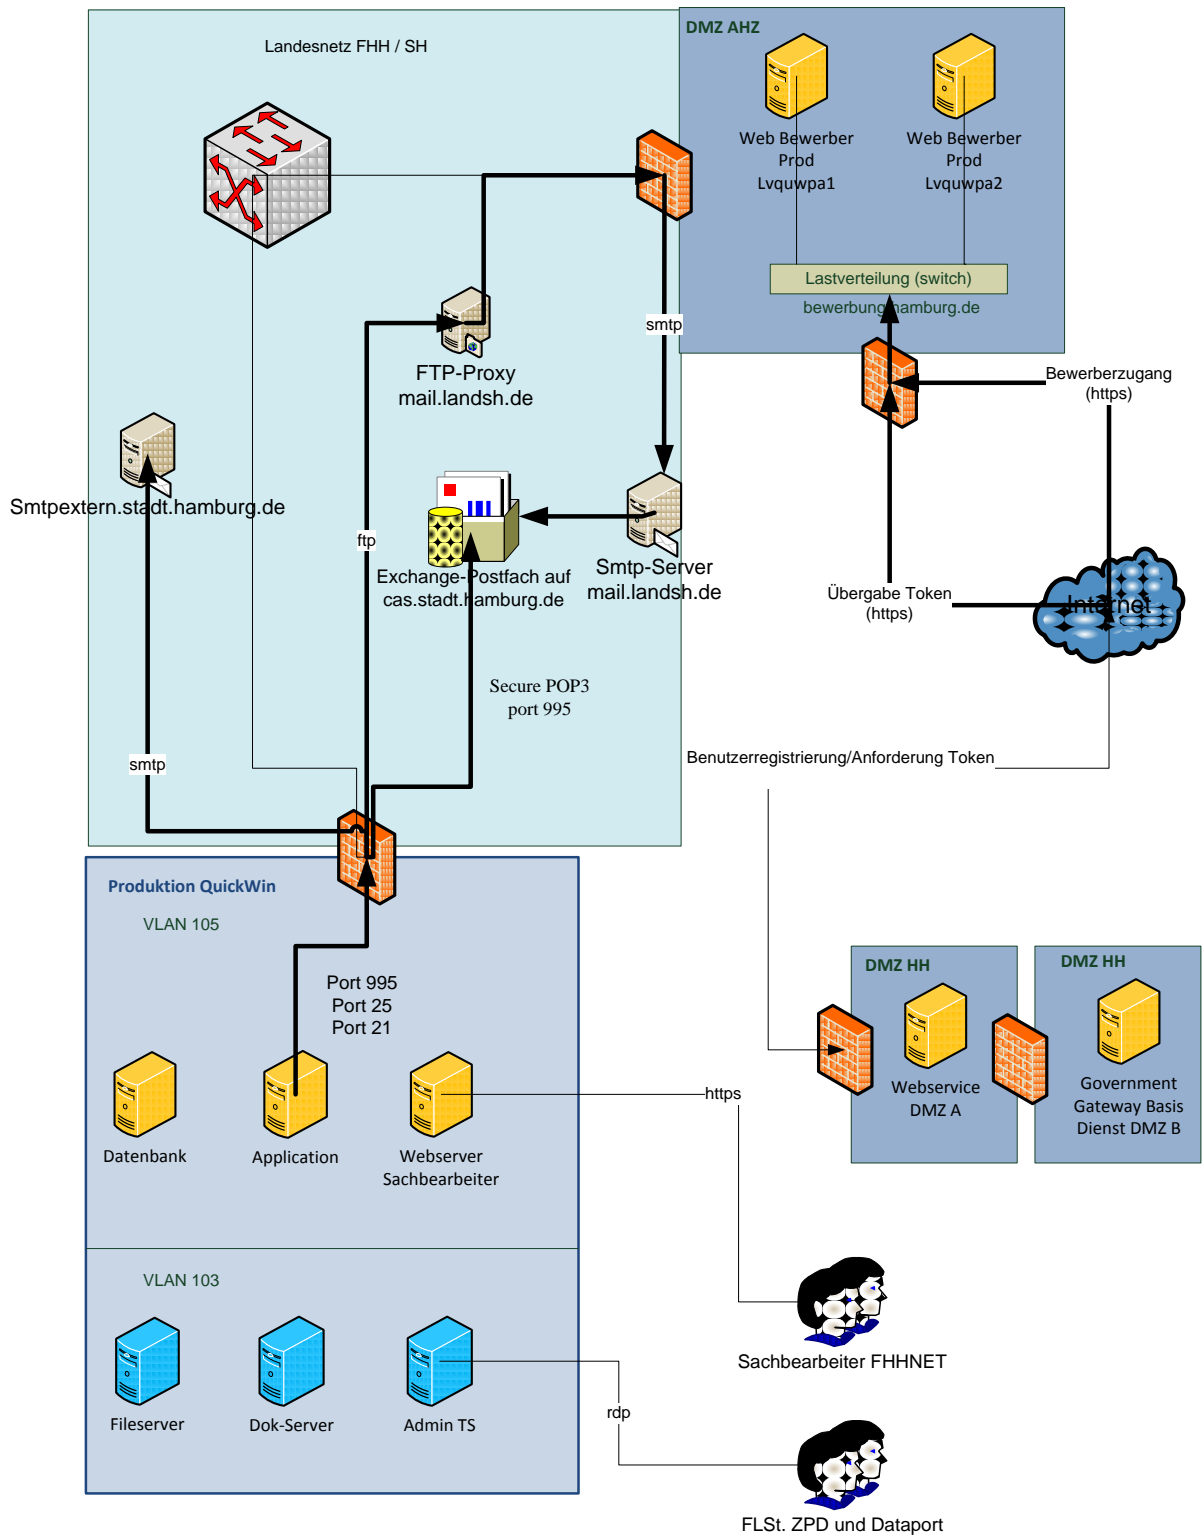 Landesnetz FHH / SH
DMZ AHZ
Web Bewerber
Prod
Lvquwpa1
Web Bewerber
Prod
Lvquwpa2
Lastverteilung (switch)
bewerbung.hamburg.de
smtp
FTP-Proxy
mail.landsh.de
Bewerberzugang
(https)
Smtpextern.stadt.hamburg.de
ftp
Exchange-Postfach auf
cas.stadt.hamburg.de
Smtp-Server
mail.landsh.de
Übergabe Token
(https)
Internet
Secure POP3
port 995
smtp
Benutzerregistrierung/Anforderung Token
Produktion QuickWin
VLAN 105
Port 995
Port 25
Port 21
DMZ HH
DMZ HH
Webservice
DMZ A
Government
Gateway Basis
Dienst DMZ B
https
Datenbank
Application
Webserver
Sachbearbeiter
VLAN 103
Sachbearbeiter FHHNET
Fileserver
Dok-Server
Admin TS
rdp
FLSt. ZPD und Dataport